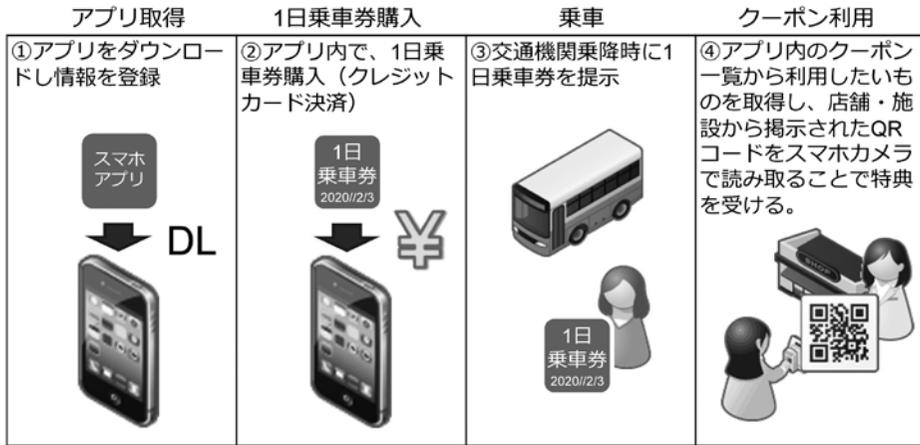 アプリ取得
①アプリをダウンロー
ドし情報を登録
スマホ
アプリ
DL
1日乗車券購入
②アプリ内で、1日乗
車券購入（クレジット
カード決済）
1日
乗車券
2020//2/3
¥
乗車
③交通機関乗降時に1
日乗車券を提示
1日
乗車券
2020//2/3
クーポン利用
④アプリ内のクーポン
一覧から利用したいも
のを取得し、店舗・施
設から掲示されたQR
コードをスマホカメラ
で読み取ることで特典
を受ける。
SHOP